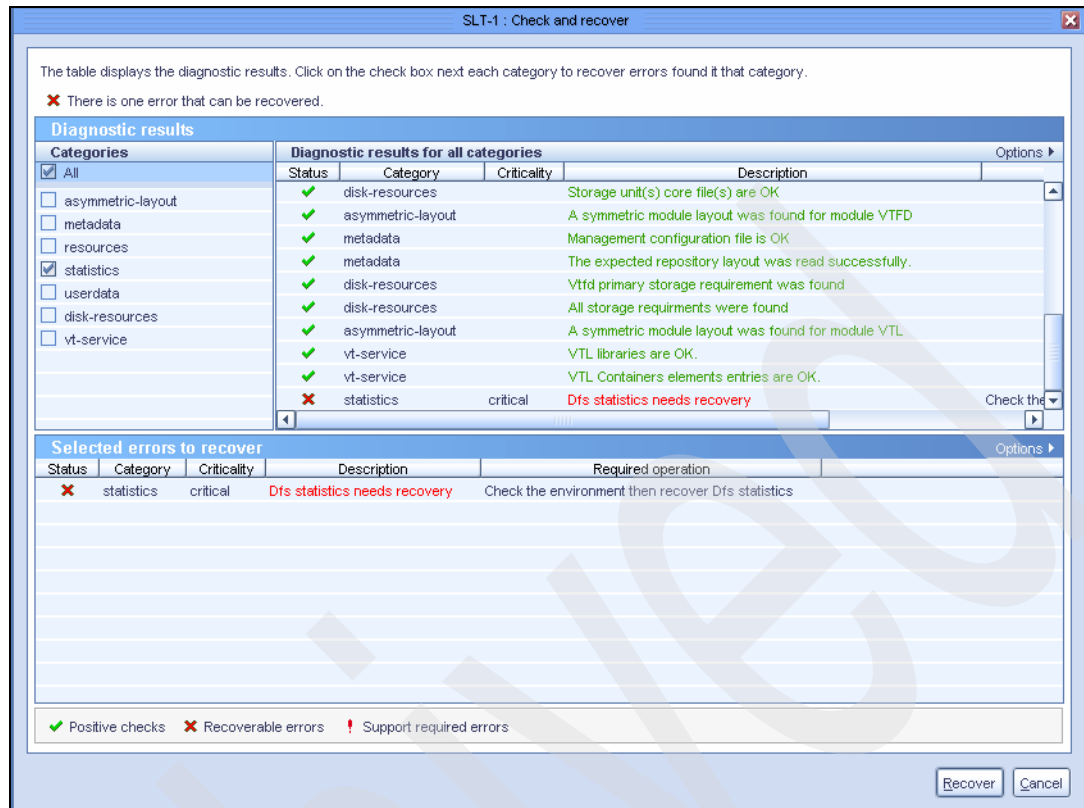 SLT-1 : Check and recover
The table displays the diagnostic results. Click on the check box next each category to recover errors found it that category.
There is one error that can be recovered.
Diagnostic results
Categories
All
asymmetric-layout
metadata
resources
statistics
userdata
disk-resources
vt-service
Diagnostic results for all categories Options
Status Category Criticality Description
disk-resources Storage unit(s) core file(s) are OK
asymmetric-layout A symmetric module layout was found for module VTFD
metadata Management configuration file is OK
metadata The expected repository layout was read successfully.
disk-resources Vtfd primary storage requirement was found
disk-resources All storage requirments were found
asymmetric-layout A symmetric module layout was found for module VTL
vt-service VTL libraries are OK.
vt-service VTL Containers elements entries are OK.
statistics critical Dfs statistics needs recovery Check the
Selected errors to recover Options
Status Category Criticality Description Required operation
statistics critical Dfs statistics needs recovery Check the environment then recover Dfs statistics
Positive checks Recoverable errors Support required errors
Recover Cancel